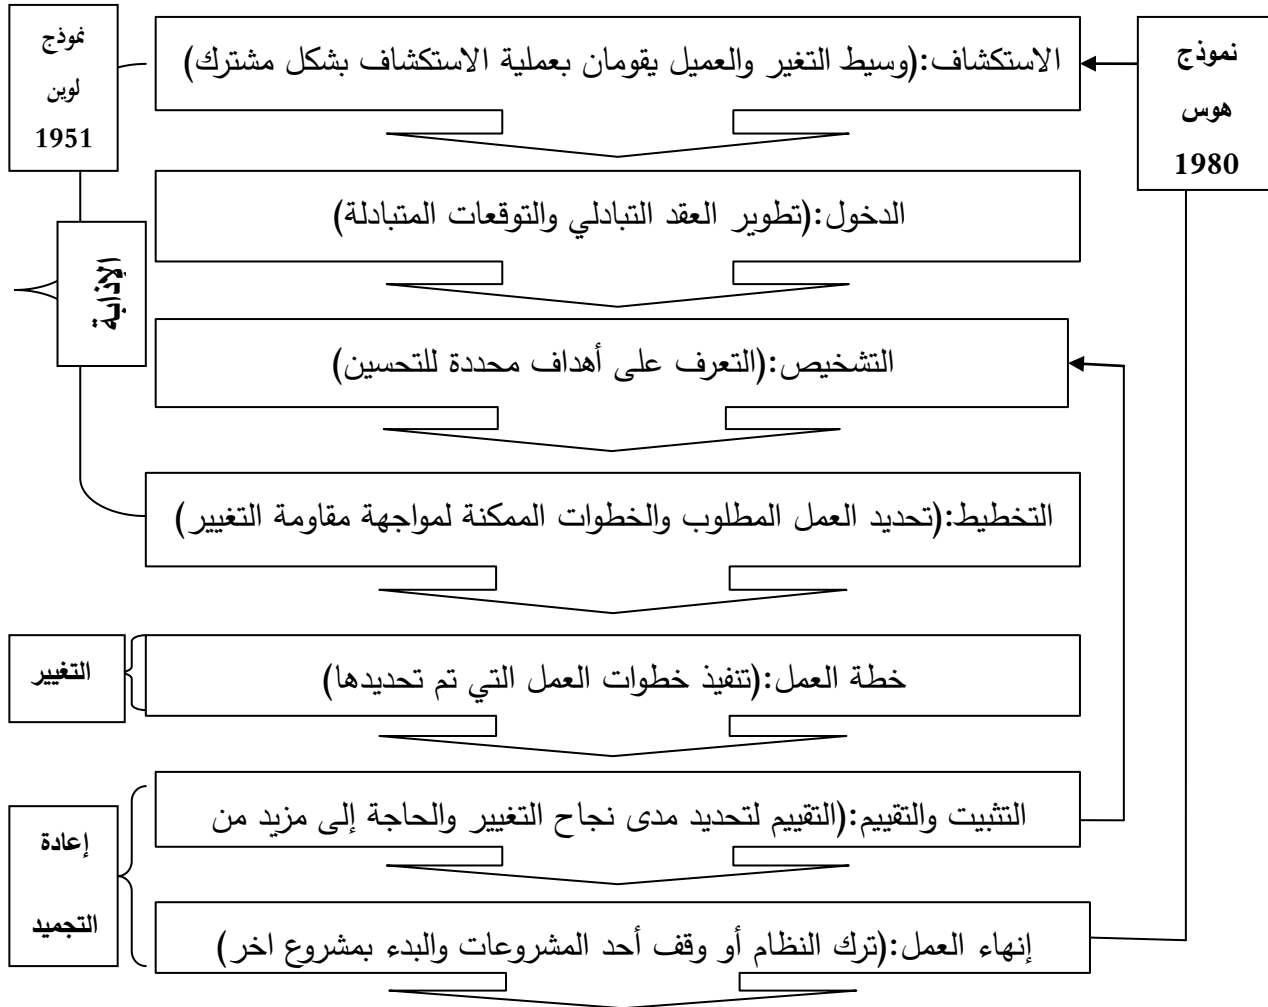 نموذج
هوس
1980
نموذج
لوين
1951
الاستكشاف:(وسيط التغير والعميل يقومان بعملية الاستكشاف بشكل مشترك)
الدخول:(تطوير العقد التبادلي والتوقعات المتبادلة)
الإذابة
التشخيص:(التعرف على أهداف محددة للتحسين)
التخطيط:(تحديد العمل المطلوب والخطوات الممكنة لمواجهة مقاومة التغيير)
خطة العمل:(تنفيذ خطوات العمل التي تم تحديدها)
التغيير
التثبيت والتقييم:(التقييم لتحديد مدى نجاح التغيير والحاجة إلى مزيد من
إعادة
التجميد
إنهاء العمل:(ترك النظام أو وقف أحد المشروعات والبدء بمشروع اخر)